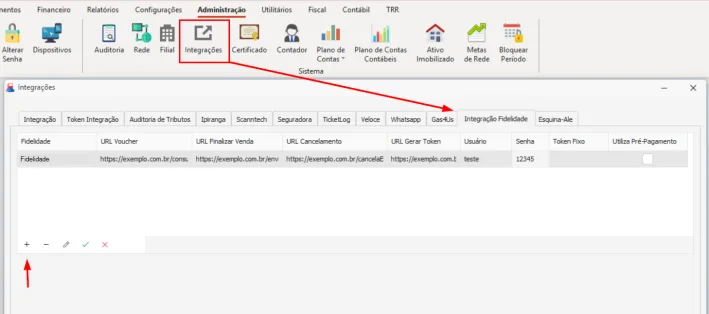 mentos Financeiro Relatórios Configurações Administração Utilitários Fiscal Contábil TRR
Alterar Senha Dispositivos Auditoria Rede Filial Integrações Certificado Contador Plano de Contas Plano de Contas Contábeis Ativo Imobilizado Metas de Rede Bloquear Período
Sistema
Integrações
Integração Token Integração Auditoria de Tributos Ipiranga Scanntech Seguradora TicketLog Veloce Whatsapp Gas4Us Integração Fidelidade Esquina-Ale
Fidelidade URL Voucher URL Finalizar Venda URL Cancelamento URL Gerar Token Usuário Senha Token Fixo Utiliza Pré-Pagamento
Fidelidade https://exemplo.com.br/consu https://exemplo.com.br/env https://exemplo.com.br/cancelaE https://exemplo.com.b teste 12345